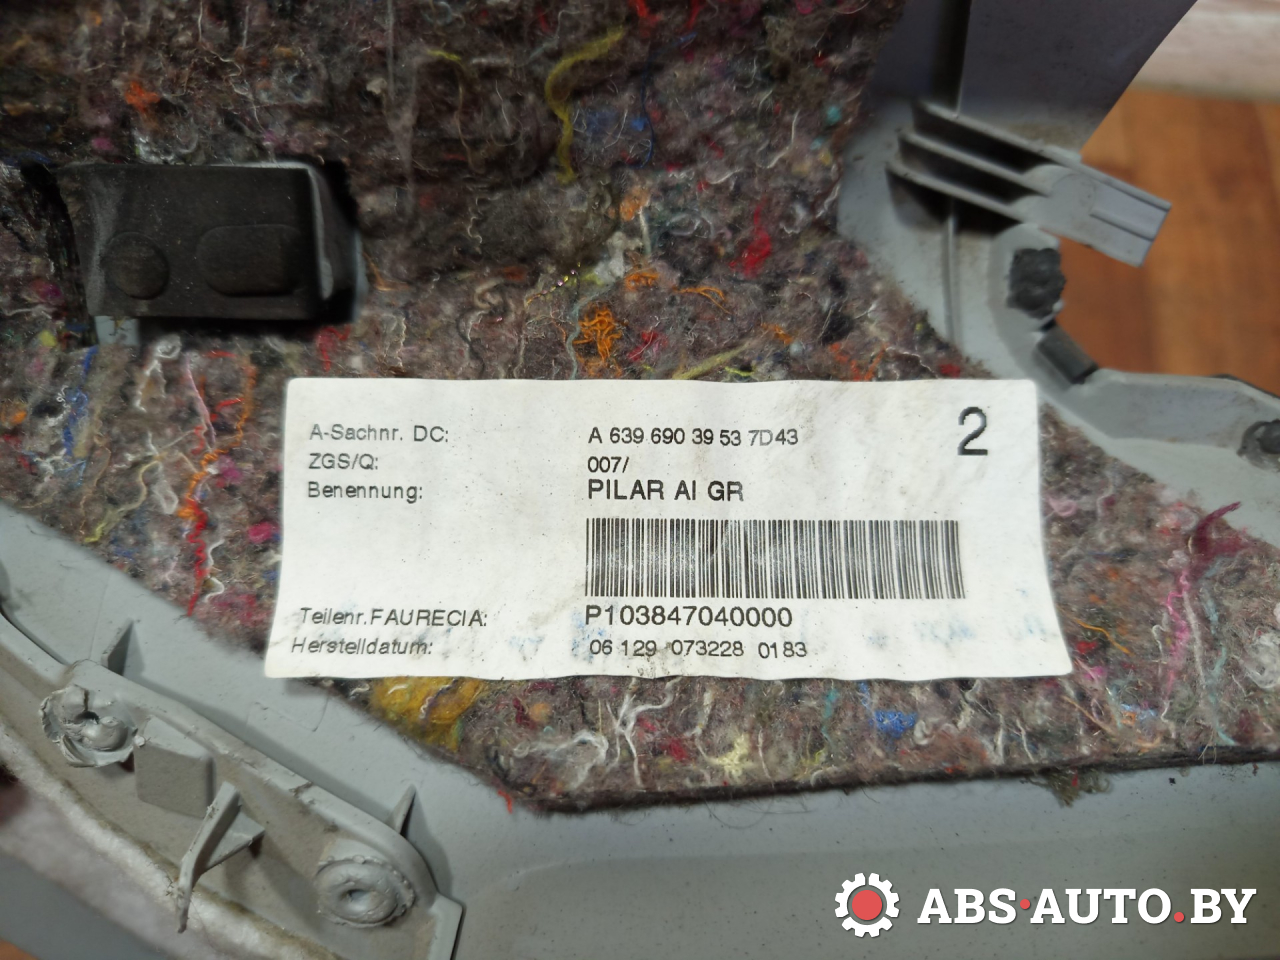 A-Sachnr. DC: A 639 690 39 53 7D43 2
ZGS/Q: 007/
Benennung: PILAR AI GR
Teilenr. FAURECIA: P103847040000
Herstelldatum: 06 129 073228 0183
ABS·AUTO.BY